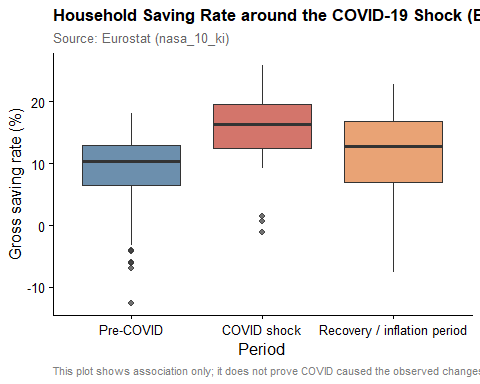 Household Saving Rate around the COVID-19 Shock (E
Source: Eurostat (nasa_10_ki)
Gross saving rate (%)
20
10
0
-10
Pre-COVID COVID shock Recovery / inflation period
Period
This plot shows association only; it does not prove COVID caused the observed changes